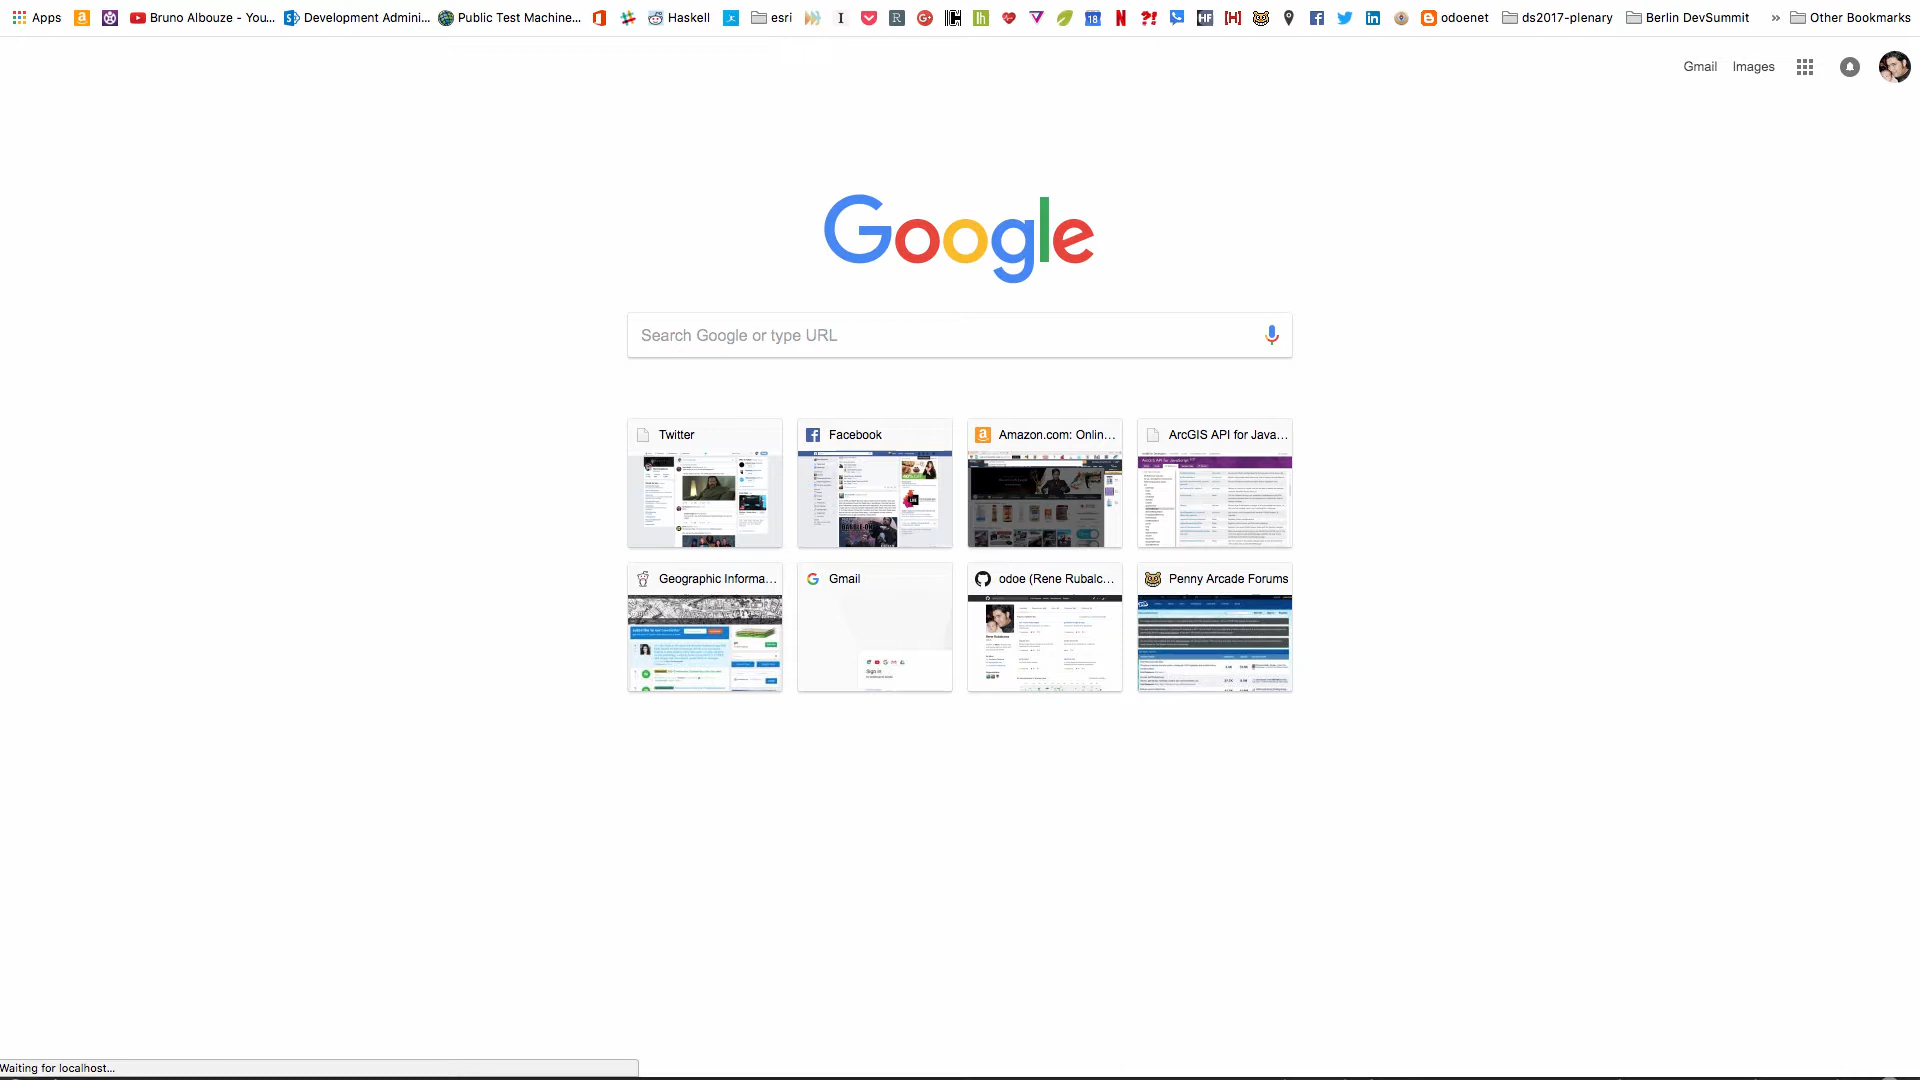 Apps Bruno Albouze - You... Development Admini... Public Test Machine... Haskell esri odoenet ds2017-plenary Berlin DevSummit » Other Bookmarks
Gmail Images
Google
Search Google or type URL
Twitter Facebook Amazon.com: Onlin... ArcGIS API for Java...
Geographic Informa... Gmail odoe (Rene Rubalc... Penny Arcade Forums
Sign in
Waiting for localhost...